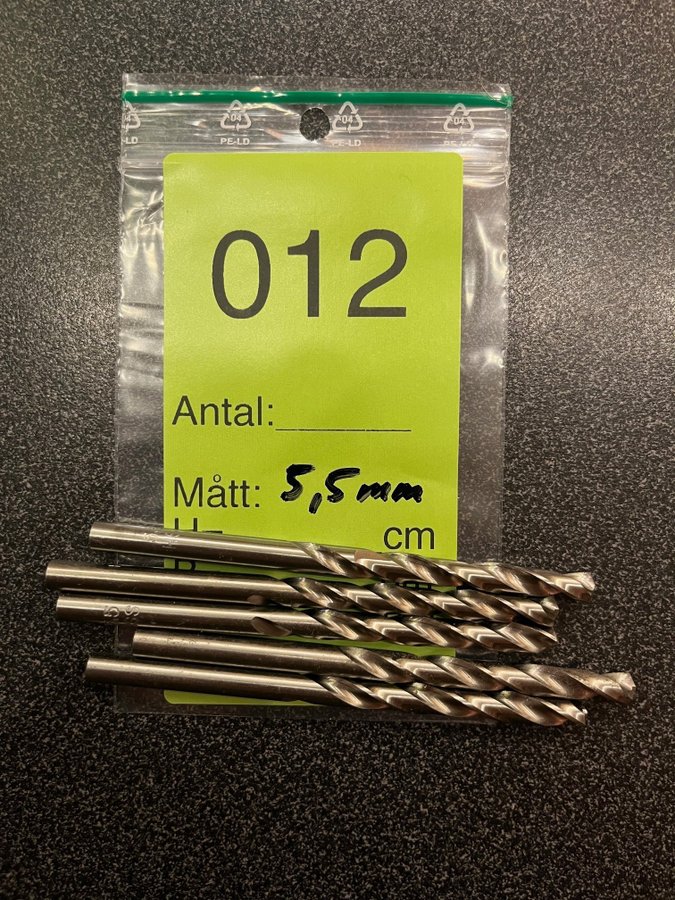 04 04 04
PE-LD PE-LD PE-LD
012
Antal:
Mått: 5,5mm
cm